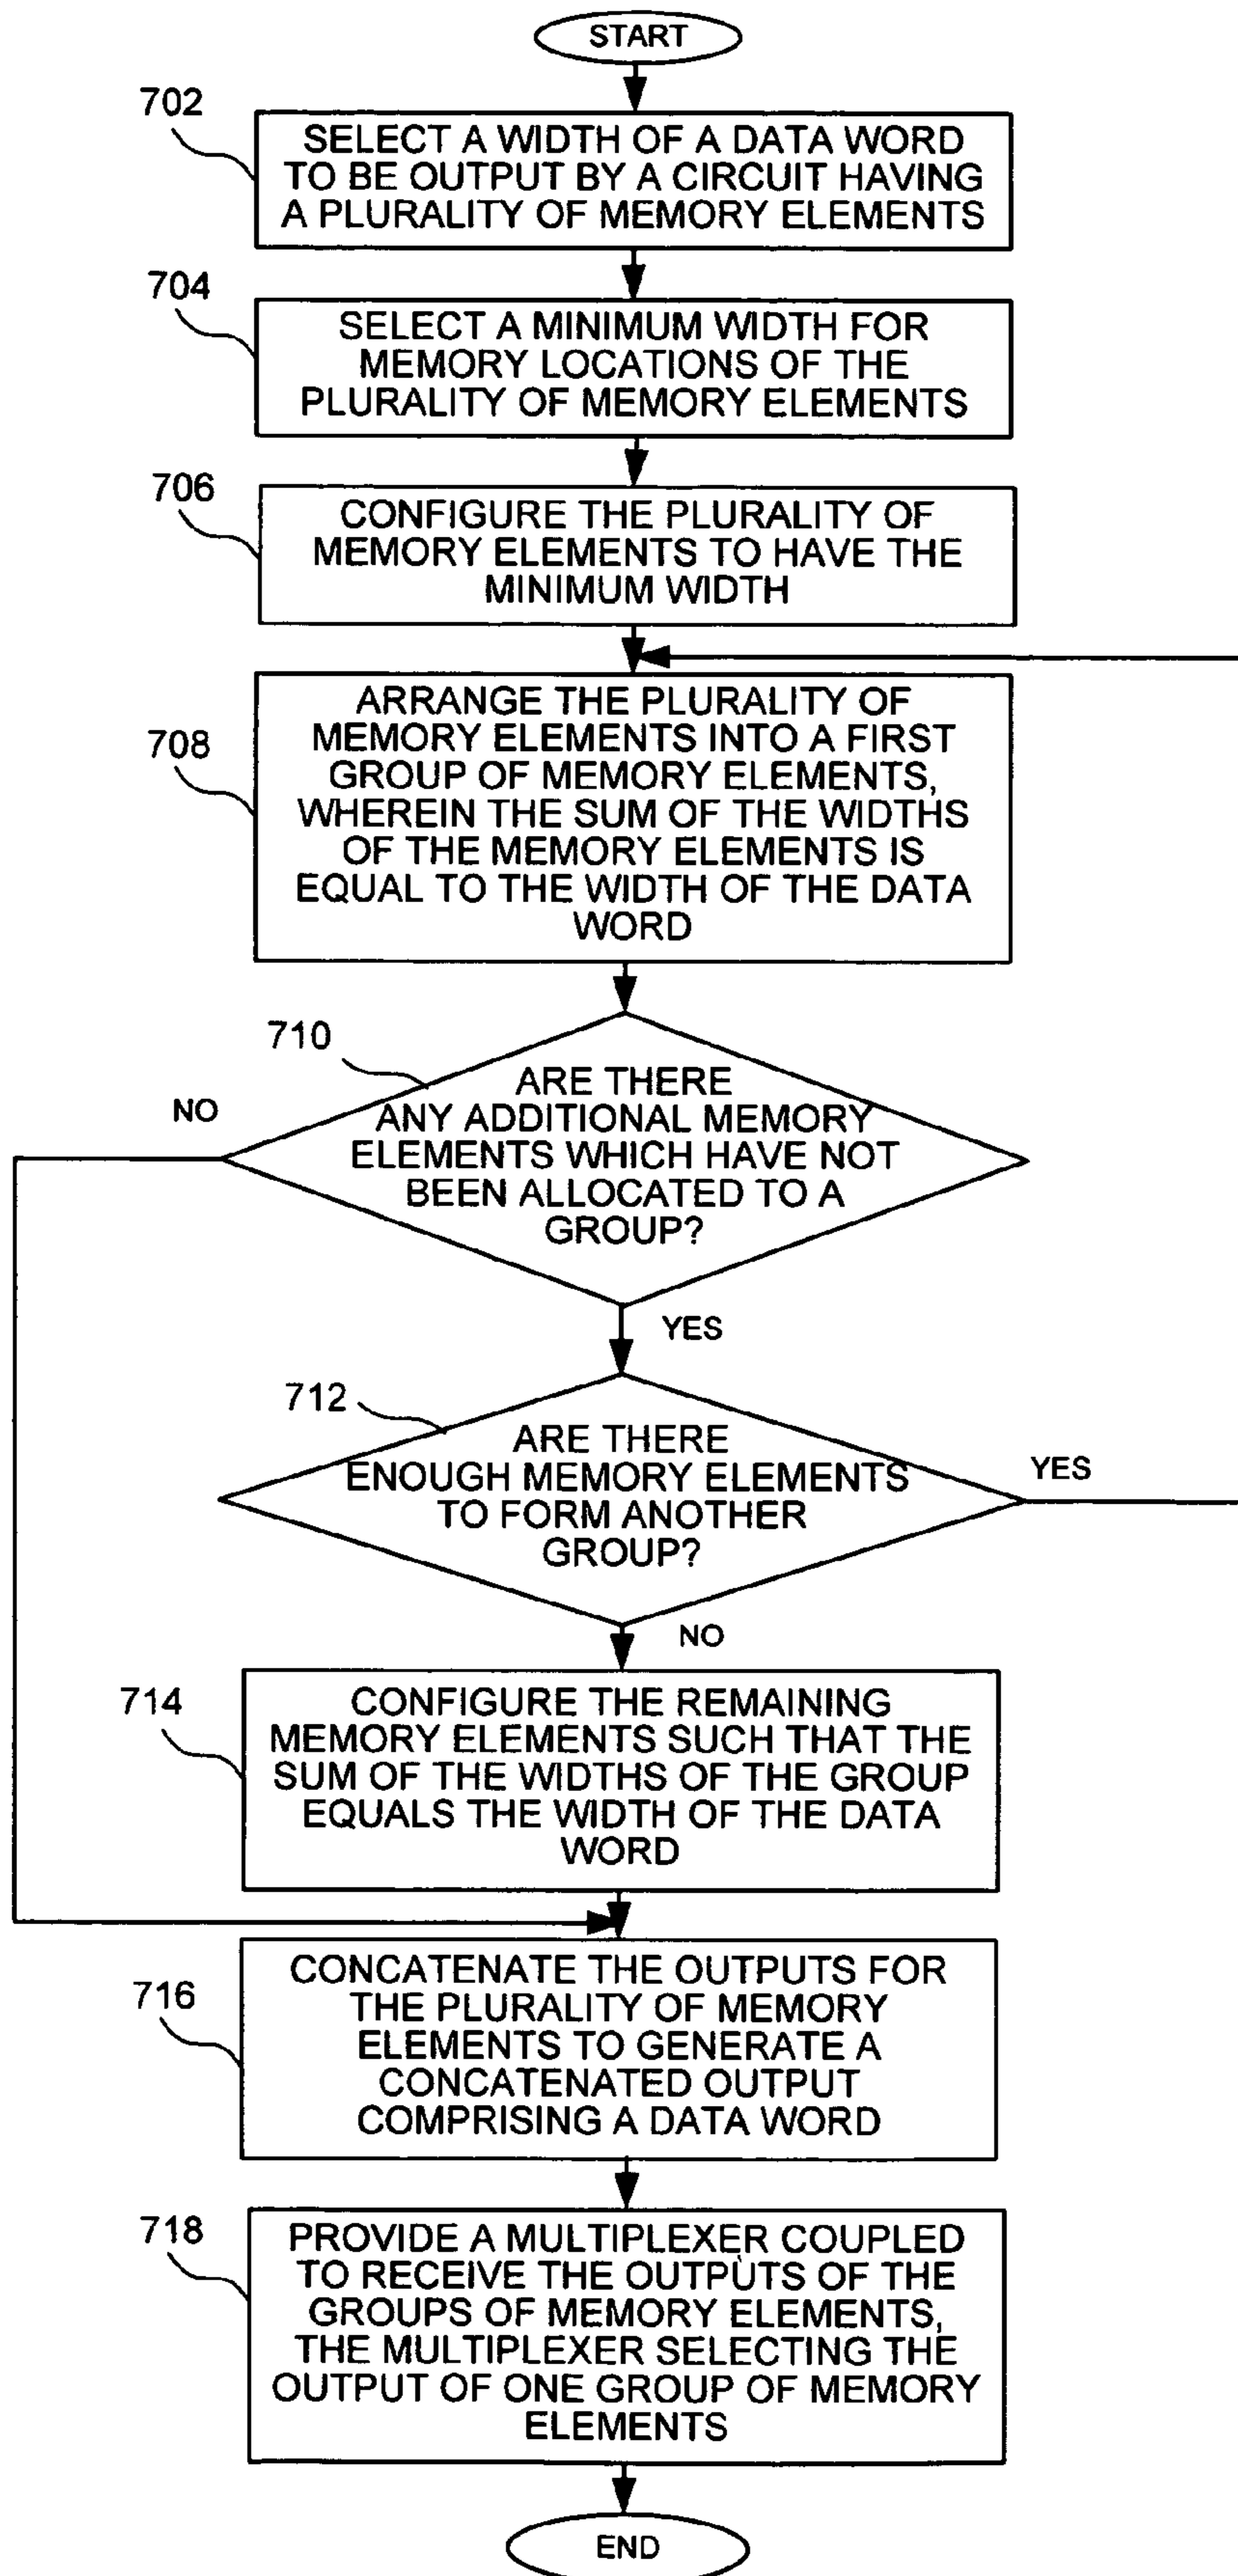 START
702
SELECT A WIDTH OF A DATA WORD
TO BE OUTPUT BY A CIRCUIT HAVING
A PLURALITY OF MEMORY ELEMENTS
704
SELECT A MINIMUM WIDTH FOR
MEMORY LOCATIONS OF THE
PLURALITY OF MEMORY ELEMENTS
706
CONFIGURE THE PLURALITY OF
MEMORY ELEMENTS TO HAVE THE
MINIMUM WIDTH
708
ARRANGE THE PLURALITY OF
MEMORY ELEMENTS INTO A FIRST
GROUP OF MEMORY ELEMENTS,
WHEREIN THE SUM OF THE WIDTHS
OF THE MEMORY ELEMENTS IS
EQUAL TO THE WIDTH OF THE DATA
WORD
710
NO
ARE THERE
ANY ADDITIONAL MEMORY
ELEMENTS WHICH HAVE NOT
BEEN ALLOCATED TO A
GROUP?
YES
712
ARE THERE
ENOUGH MEMORY ELEMENTS
TO FORM ANOTHER
GROUP?
YES
NO
714
CONFIGURE THE REMAINING
MEMORY ELEMENTS SUCH THAT THE
SUM OF THE WIDTHS OF THE GROUP
EQUALS THE WIDTH OF THE DATA
WORD
716
CONCATENATE THE OUTPUTS FOR
THE PLURALITY OF MEMORY
ELEMENTS TO GENERATE A
CONCATENATED OUTPUT
COMPRISING A DATA WORD
718
PROVIDE A MULTIPLEXER COUPLED
TO RECEIVE THE OUTPUTS OF THE
GROUPS OF MEMORY ELEMENTS,
THE MULTIPLEXER SELECTING THE
OUTPUT OF ONE GROUP OF MEMORY
ELEMENTS
END